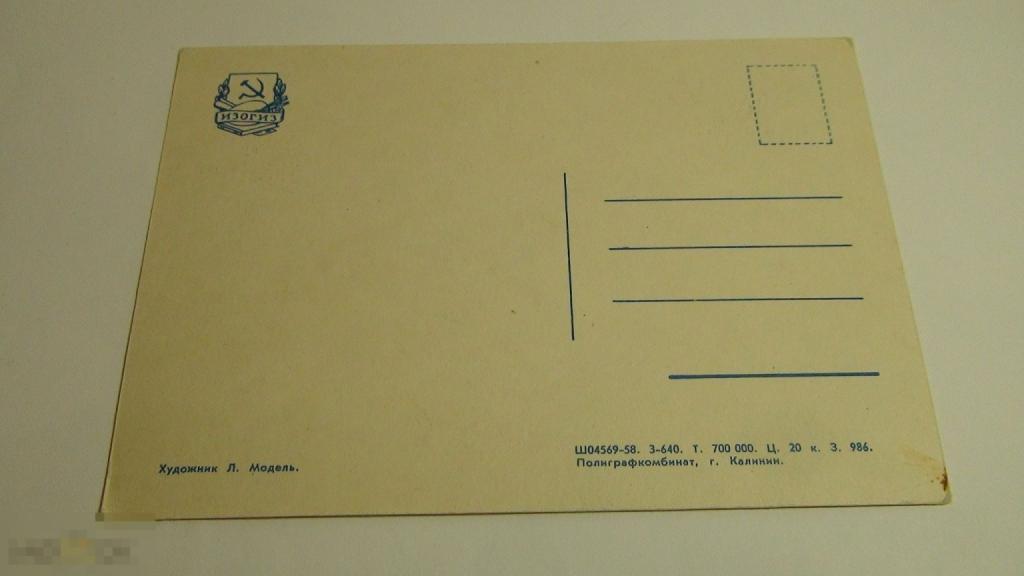 ИЗОГИЗ
Художник Л. Модель.
Ш04569-58. З-640. Т. 700 000. Ц. 20 к. З. 986.
Полиграфкомбинат, г. Калинин.